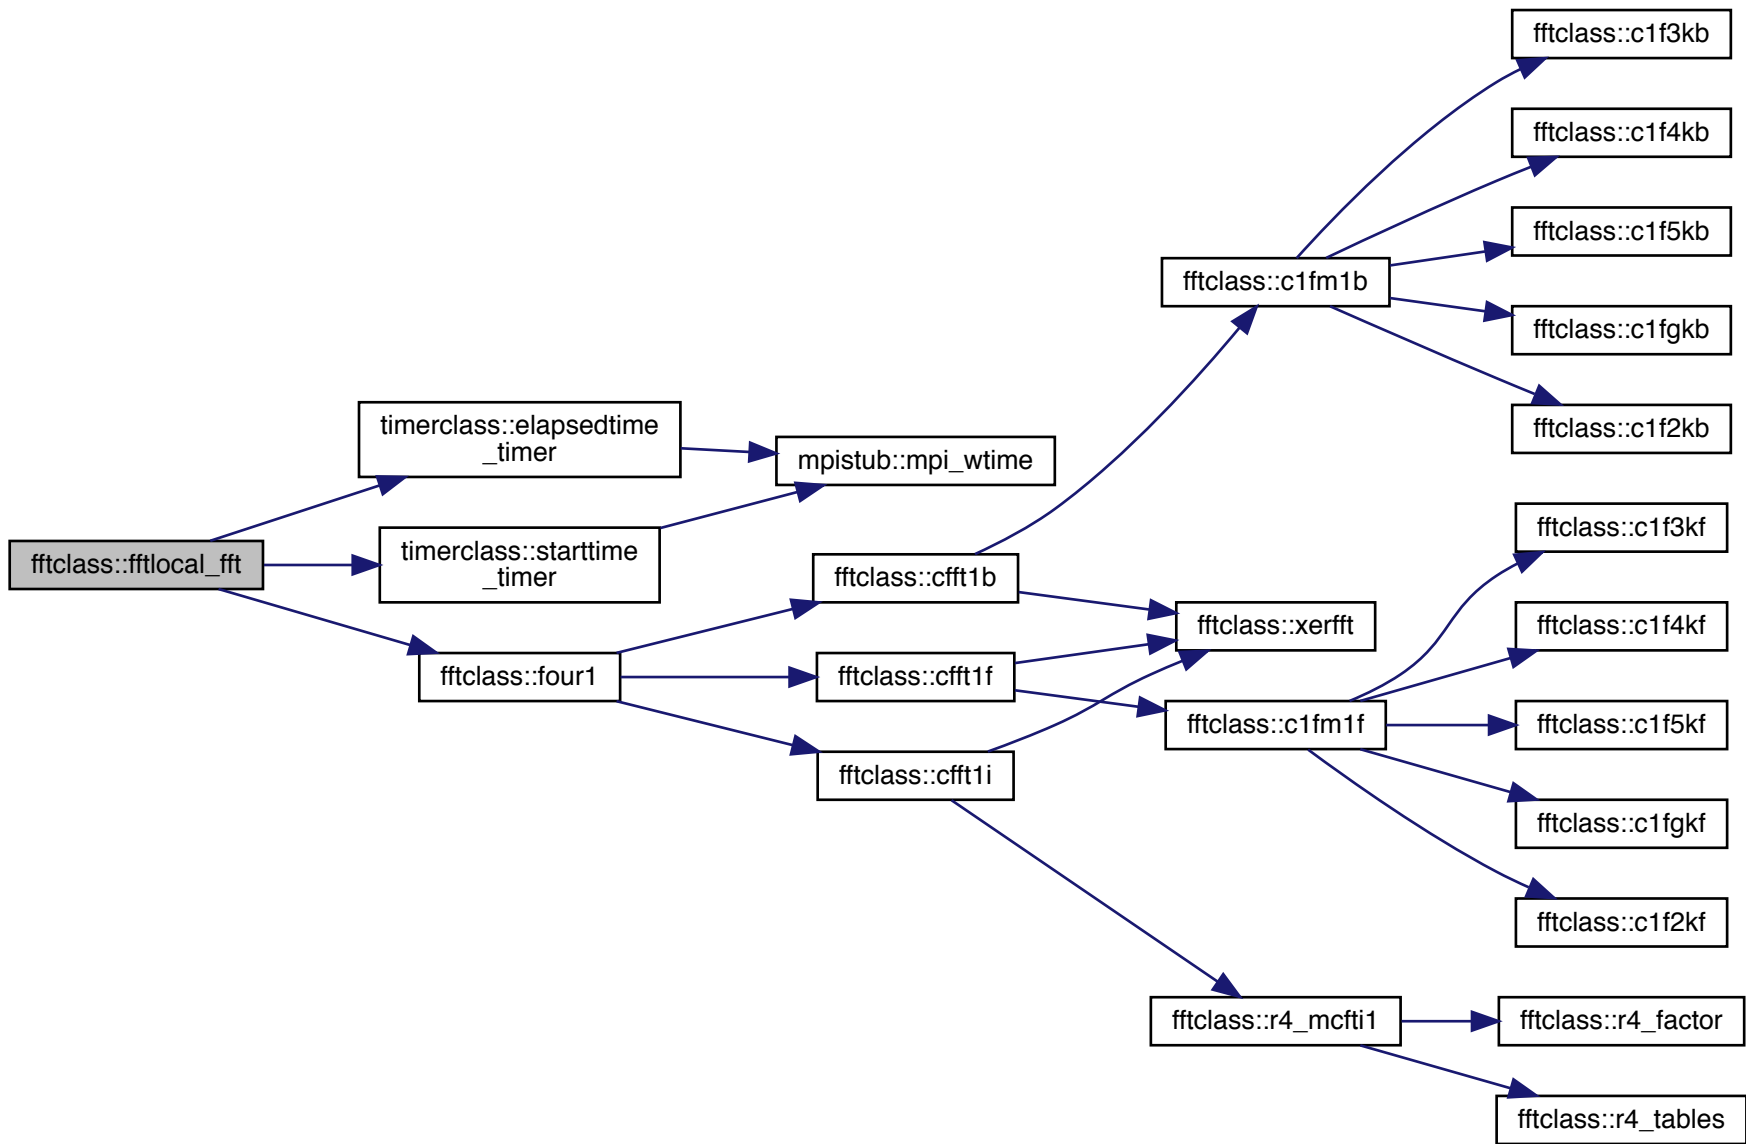 fftclass::fftlocal_fft
timerclass::elapsedtime
_timer
timerclass::starttime
_timer
fftclass::four1
mpistub::mpi_wtime
fftclass::cfft1b
fftclass::cfft1f
fftclass::cfft1i
fftclass::c1fm1b
fftclass::xerfft
fftclass::c1fm1f
fftclass::r4_mcfti1
fftclass::c1f3kb
fftclass::c1f4kb
fftclass::c1f5kb
fftclass::c1fgkb
fftclass::c1f2kb
fftclass::c1f3kf
fftclass::c1f4kf
fftclass::c1f5kf
fftclass::c1fgkf
fftclass::c1f2kf
fftclass::r4_factor
fftclass::r4_tables